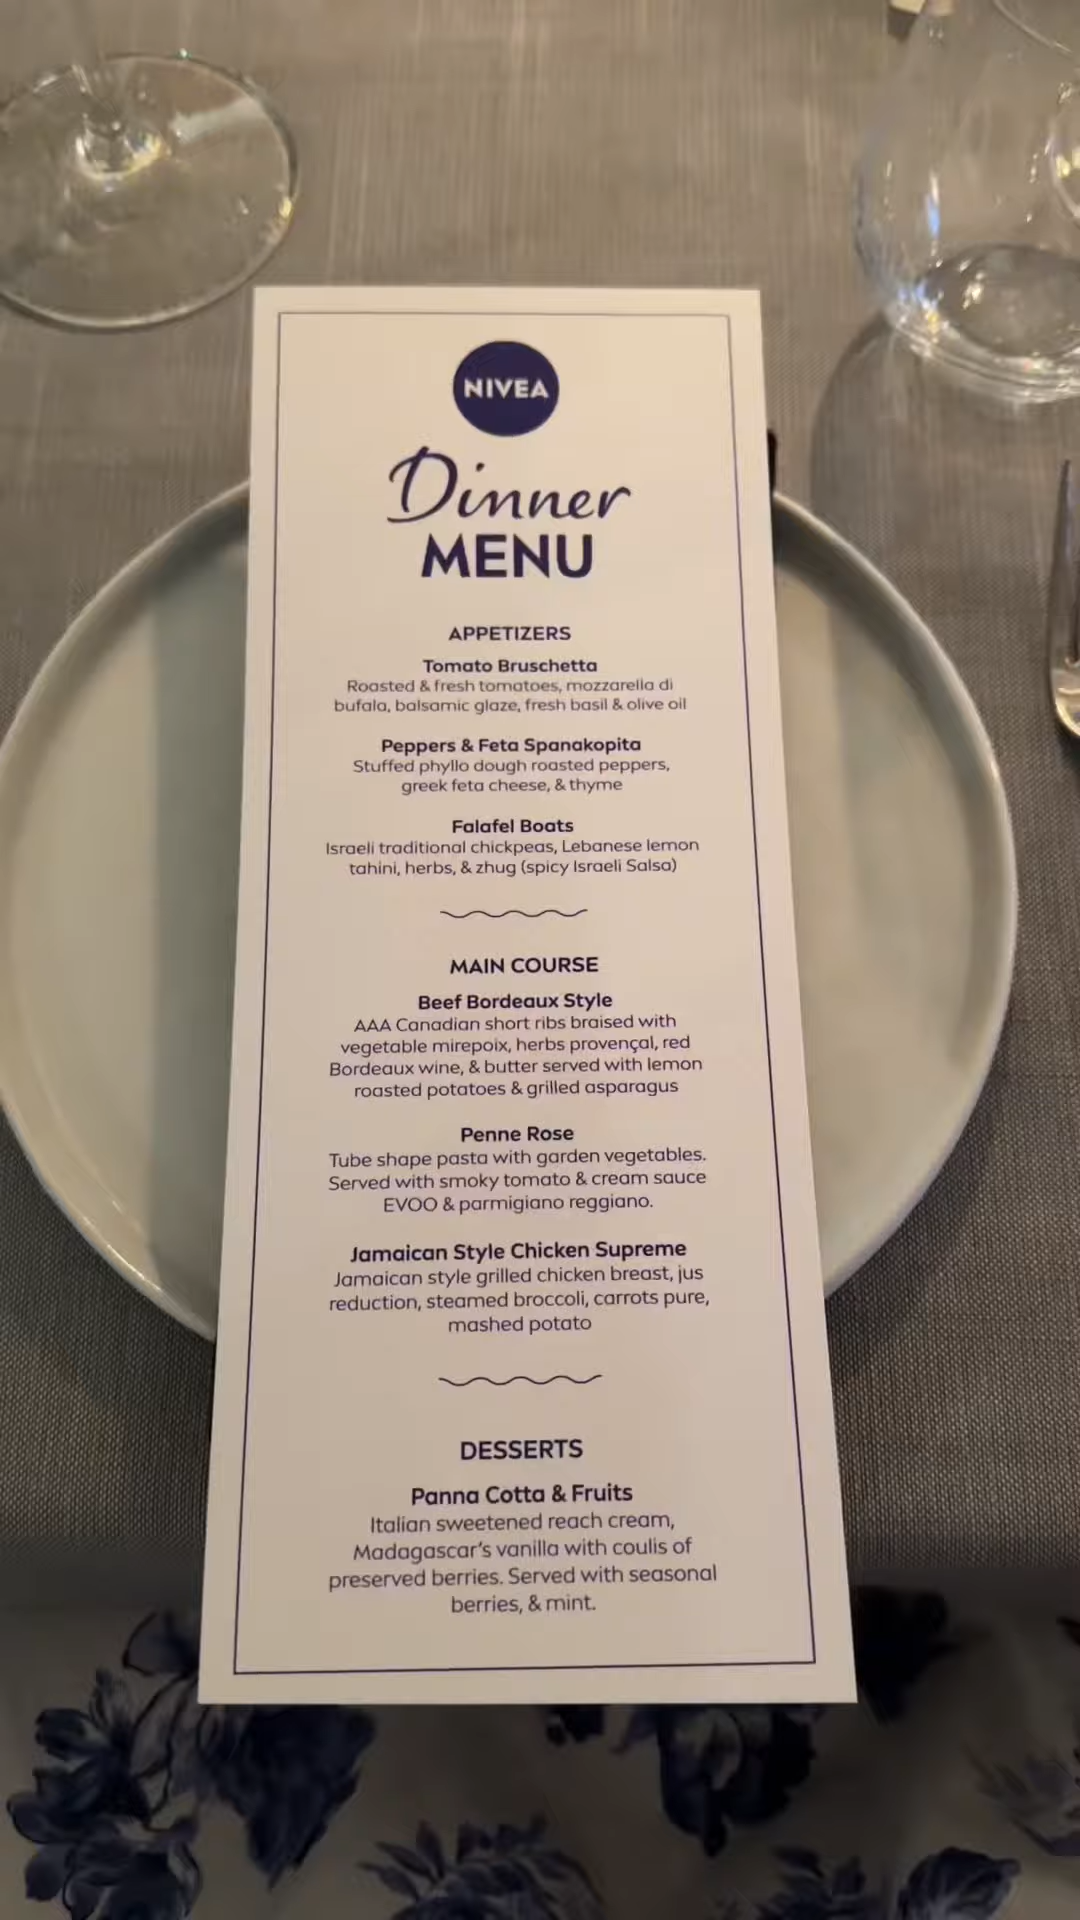 NIVEA
Dinner
MENU
APPETIZERS
Tomato Bruschetta
Roasted & fresh tomatoes, mozzarella di
bufala, balsamic glaze, fresh basil & olive oil
Peppers & Feta Spanakopita
Stuffed phyllo dough roasted peppers,
greek feta cheese, & thyme
Falafel Boats
Israeli traditional chickpeas, Lebanese lemon
tahini, herbs, & zhug (spicy Israeli Salsa)
MAIN COURSE
Beef Bordeaux Style
AAA Canadian short ribs braised with
vegetable mirepoix, herbs provençal, red
Bordeaux wine, & butter served with lemon
roasted potatoes & grilled asparagus
Penne Rose
Tube shape pasta with garden vegetables.
Served with smoky tomato & cream sauce
EVOO & parmigiano reggiano.
Jamaican Style Chicken Supreme
Jamaican style grilled chicken breast, jus
reduction, steamed broccoli, carrots pure,
mashed potato
DESSERTS
Panna Cotta & Fruits
Italian sweetened reach cream,
Madagascar's vanilla with coulis of
preserved berries. Served with seasonal
berries, & mint.